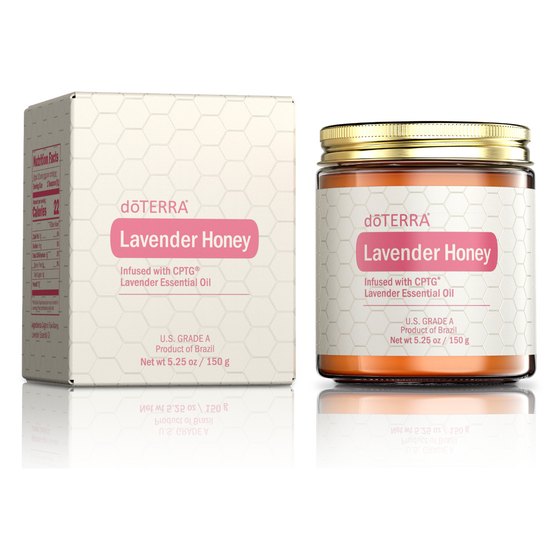 Nutrition Facts
Calories 22
dōTERRA
Lavender Honey
Infused with CPTG®
Lavender Essential Oil
U.S. GRADE A
Product of Brazil
Net wt 5.25 oz / 150 g
dōTERRA
Lavender Honey
Infused with CPTG®
Lavender Essential Oil
U.S. GRADE A
Product of Brazil
Net wt 5.25 oz / 150 g